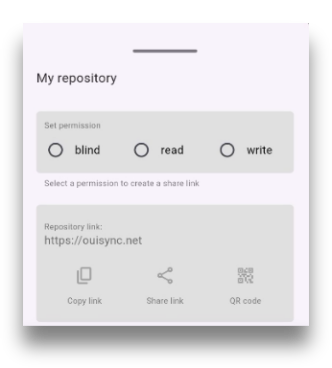 My repository
Set permission
blind read write
Select a permission to create a share link
Repository link:
https://ouisync.net
Copy link Share link QR code